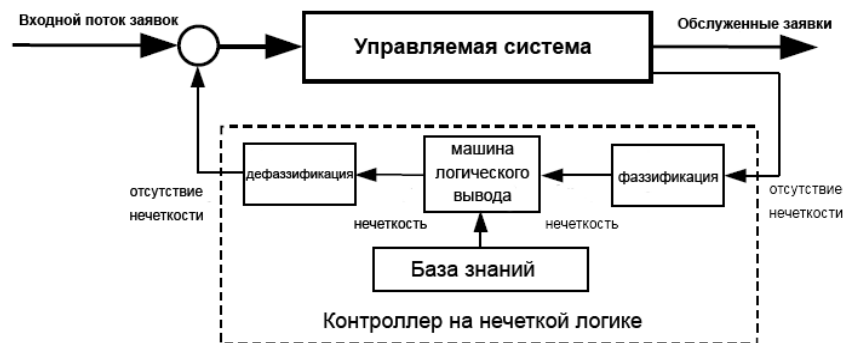 Входной поток заявок
Обслуженные заявки
Управляемая система
машина
логического
вывода
дефаззификация
фаззификация
отсутствие
нечеткости
отсутствие
нечеткости
нечеткость
нечеткость
База знаний
Контроллер на нечеткой логике